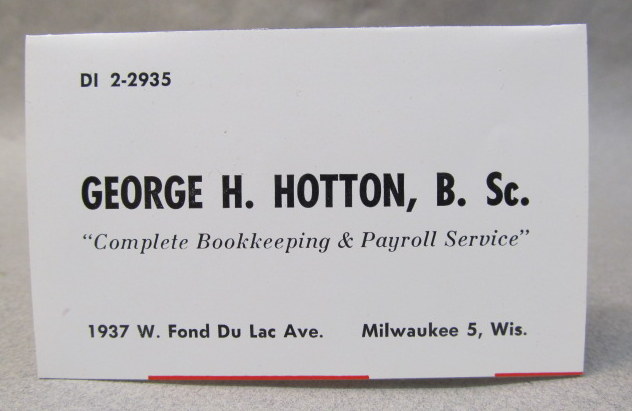 DI 2-2935
GEORGE H. HOTTON, B. Sc.
“Complete Bookkeeping & Payroll Service”
1937 W. Fond Du Lac Ave. Milwaukee 5, Wis.